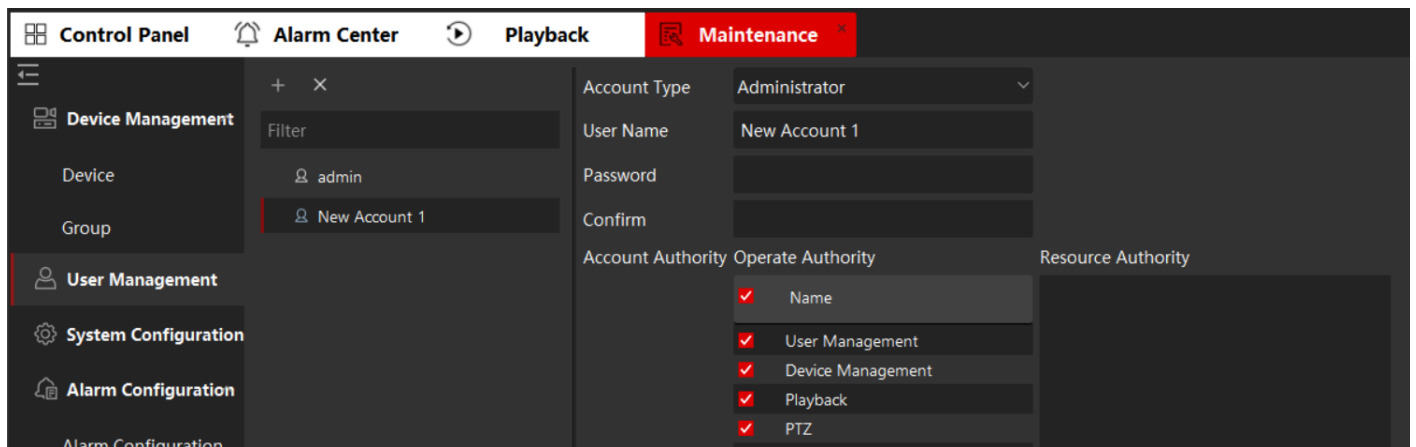 Control Panel
Alarm Center
Playback
Maintenance
Device Management
Device
Group
User Management
System Configuration
Alarm Configuration
Alarm Configuration
Filter
admin
New Account 1
Account Type
Administrator
User Name
New Account 1
Password
Confirm
Account Authority
Operate Authority
Resource Authority
Name
User Management
Device Management
Playback
PTZ